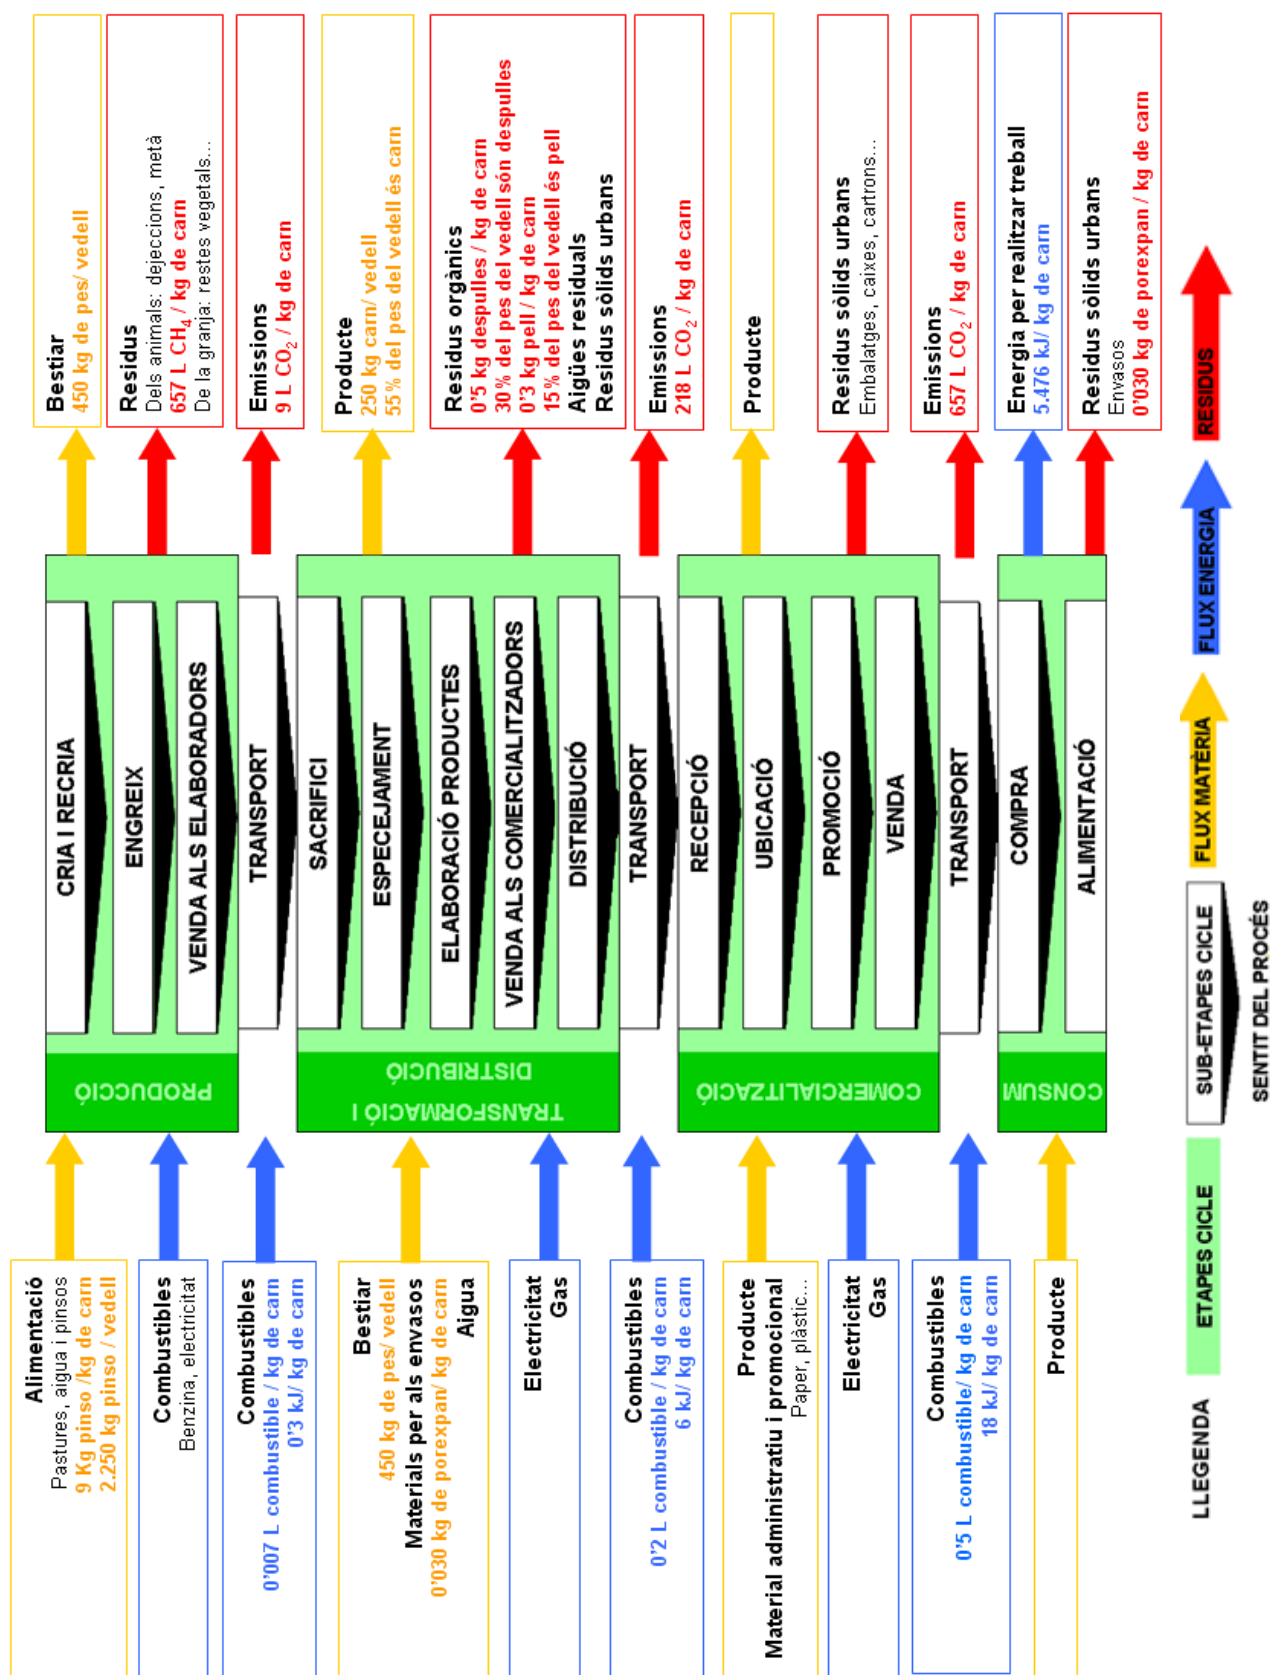 Alimentació
Pastures, aigua i pinsos
9 Kg pinso /kg de carn
2.250 kg pinso / vedell
Combustibles
Benzina, electricitat
Combustibles
0'007 L combustible / kg de carn
0'3 kJ/ kg de carn
Bestiar
450 kg de pes/ vedell
Materials per als envasos
0'030 kg de porexpan/ kg de carn
Aigua
Electricitat
Gas
Combustibles
0'2 L combustible / kg de carn
6 kJ/ kg de carn
Producte
Material administratiu i promocional
Paper, plàstic...
Electricitat
Gas
Combustibles
0'5 L combustible/ kg de carn
18 kJ/ kg de carn
Producte
PRODUCCIÓ
CRIA I RECRIA
ENGREIX
VENDA ALS ELABORADORS
TRANSPORT
TRANSFORMACIÓ I
DISTRIBUCIÓ
SACRIFICI
ESPECEJAMENT
ELABORACIÓ PRODUCTES
VENDA ALS COMERCIALITZADORS
DISTRIBUCIÓ
TRANSPORT
COMERCIALITZACIÓ
RECEPCIÓ
UBICACIÓ
PROMOCIÓ
VENDA
TRANSPORT
CONSUM
COMPRA
ALIMENTACIÓ
Bestiar
450 kg de pes/ vedell
Residus
Dels animals: dejeccions, metà
657 L CH4 / kg de carn
De la granja: restes vegetals...
Emissions
9 L CO2 / kg de carn
Producte
250 kg carn/ vedell
55% del pes del vedell és carn
Residus orgànics
0'5 kg despulles / kg de carn
30% del pes del vedell són despulles
0'3 kg pell / kg de carn
15% del pes del vedell és pell
Aigües residuals
Residus sòlids urbans
Emissions
218 L CO2 / kg de carn
Producte
Residus sòlids urbans
Embalatges, caixes, cartrons...
Emissions
657 L CO2 / kg de carn
Energia per realitzar treball
5.476 kJ/ kg de carn
Residus sòlids urbans
Envasos
0'030 kg de porexpan / kg de carn
LLEGENDA
ETAPES CICLE
SUB-ETAPES CICLE
SENTIT DEL PROCÉS
FLUX MATÈRIA
FLUX ENERGIA
RESIDUS